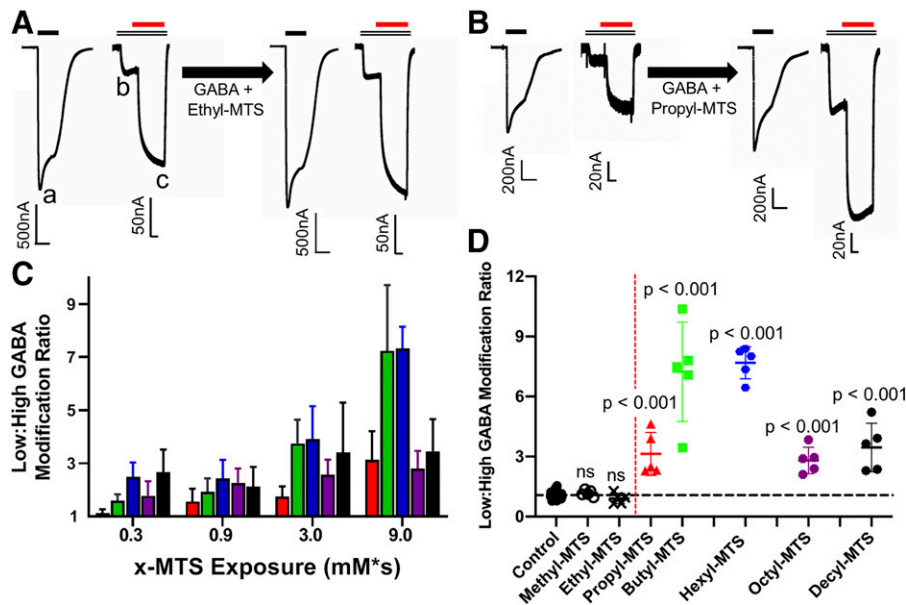 A
b
a
c
500nA
50nA
GABA +
Ethyl-MTS
500nA
50nA
B
200nA
20nA
GABA +
Propyl-MTS
200nA
20nA
C
Low:High GABA
Modification Ratio
9
7
5
3
1
0.3 0.9 3.0 9.0
x-MTS Exposure (mM*s)
D
Low:High GABA Modification Ratio
12
9
6
3
0
ns
ns
p < 0.001
p < 0.001
p < 0.001
p < 0.001
p < 0.001
Control
Methyl-MTS
Ethyl-MTS
Propyl-MTS
Butyl-MTS
Hexyl-MTS
Octyl-MTS
Decyl-MTS